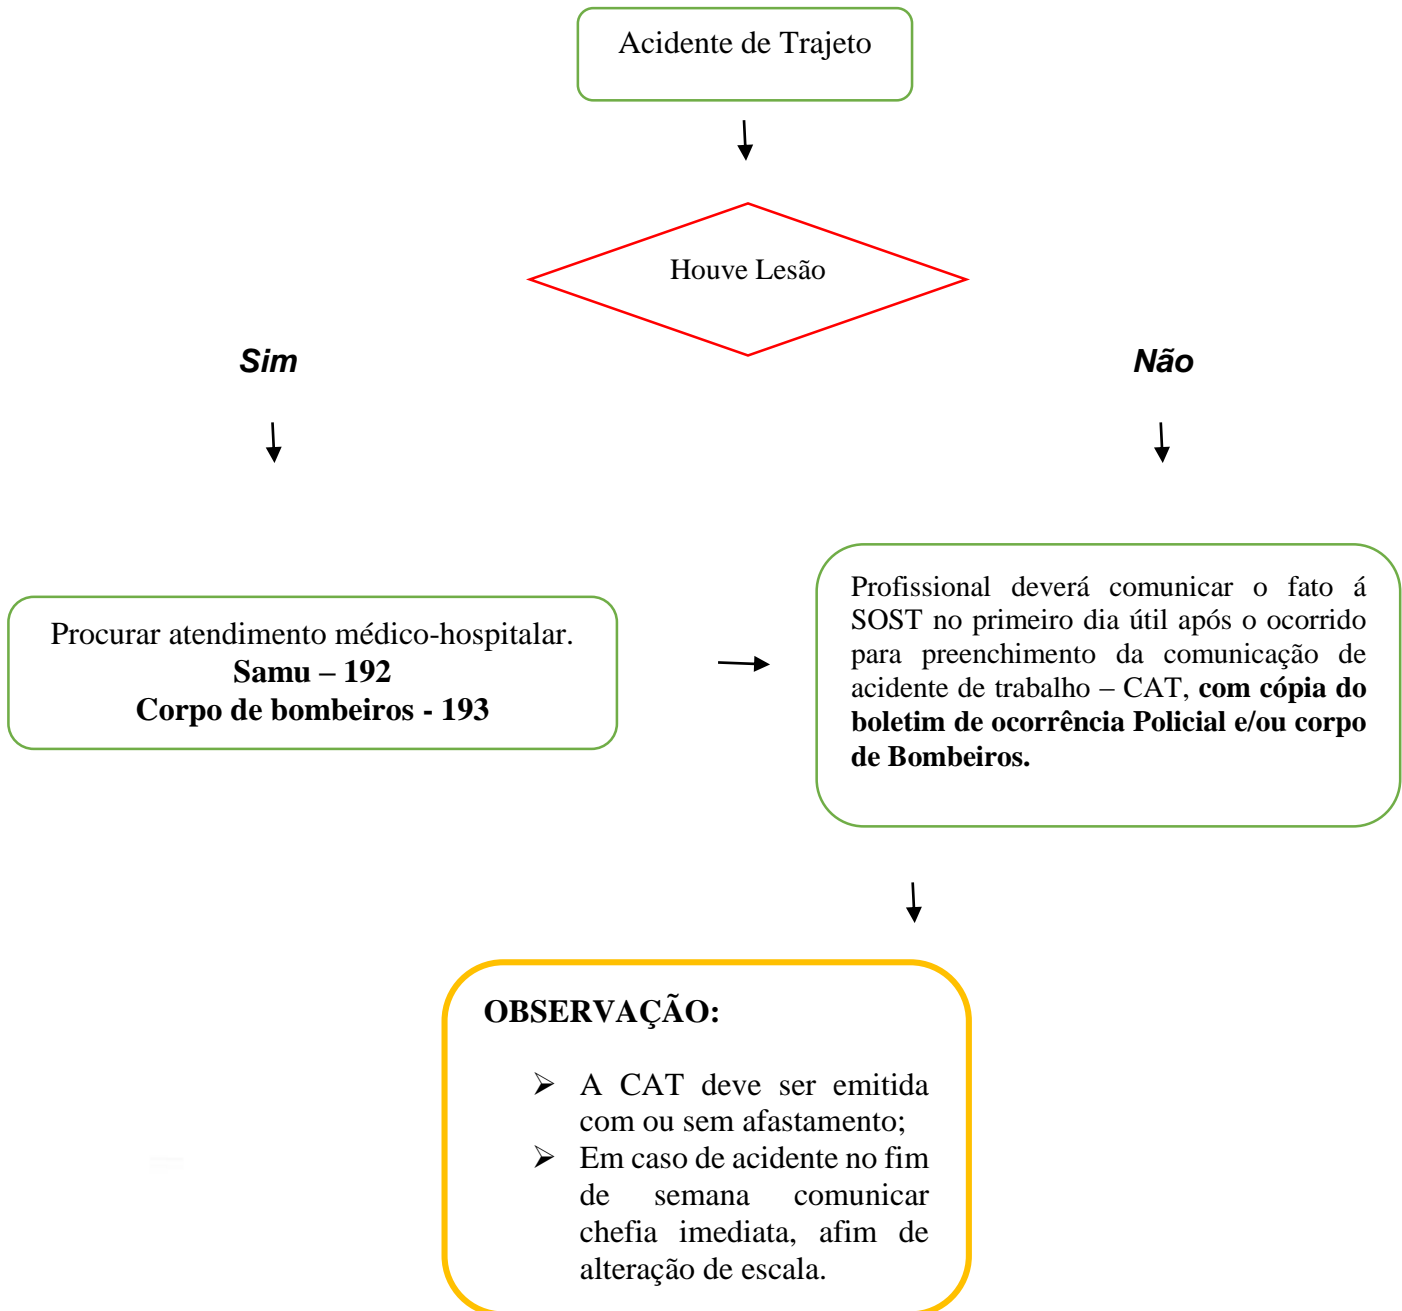 Acidente de Trajeto
Houve Lesão
Sim
Não
Procurar atendimento médico-hospitalar.
Samu – 192
Corpo de bombeiros - 193
Profissional deverá comunicar o fato á
SOST no primeiro dia útil após o ocorrido
para preenchimento da comunicação de
acidente de trabalho – CAT, com cópia do
boletim de ocorrência Policial e/ou corpo
de Bombeiros.
OBSERVAÇÃO:
➢ A CAT deve ser emitida
com ou sem afastamento;
➢ Em caso de acidente no fim
de semana comunicar
chefia imediata, afim de
alteração de escala.